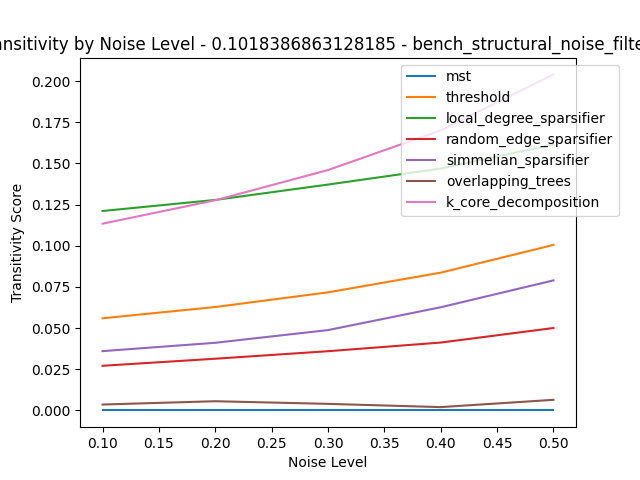 ansitivity by Noise Level - 0.1018386863128185 - bench_structural_noise_filte
mst
threshold
local_degree_sparsifier
random_edge_sparsifier
simmelian_sparsifier
overlapping_trees
k_core_decomposition
Transitivity Score
0.200
0.175
0.150
0.125
0.100
0.075
0.050
0.025
0.000
0.10 0.15 0.20 0.25 0.30 0.35 0.40 0.45 0.50
Noise Level